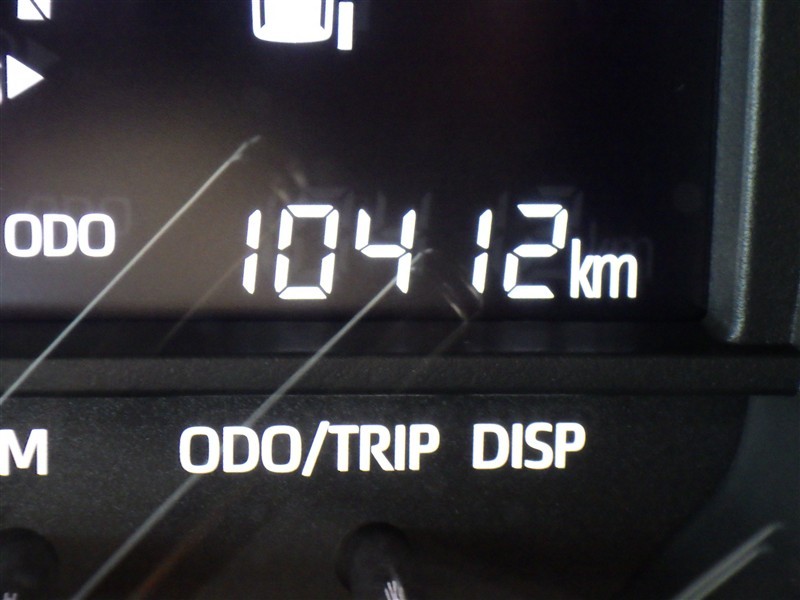 ODO 10412km
M ODO/TRIP DISP